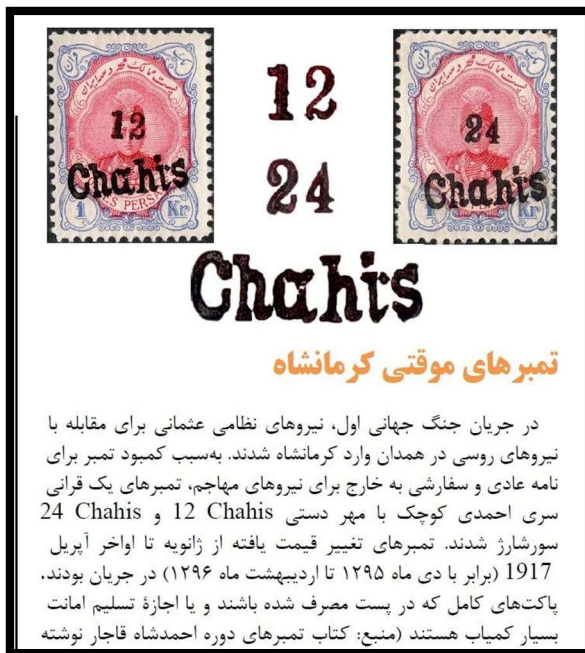 12
Chahis
1 Kr
12
24
Chahis
24
Chahis
1 Kr
تمبرهای موقتی کرمانشاه
در جریان جنگ جهانی اول، نیروهای نظامی عثمانی برای مقابله با
نیروهای روسی در همدان وارد کرمانشاه شدند. به‌سبب کمبود تمبر برای
نامه عادی و سفارشی به خارج برای نیروهای مهاجم، تمبرهای یک قرانی
سری احمدی کوچک با مهر دستی 12 Chahis و 24 Chahis
سورشارژ شدند. تمبرهای تغییر قیمت یافته از ژانویه تا اواخر آپریل
1917 (برابر با دی ماه ۱۲۹۵ تا اردیبهشت ماه ۱۲۹۶) در جریان بودند.
پاکت‌های کامل که در پست مصرف شده باشند و یا اجازهٔ تسلیم امانت
بسیار کمیاب هستند (منبع: کتاب تمبرهای دوره احمدشاه قاجار نوشته